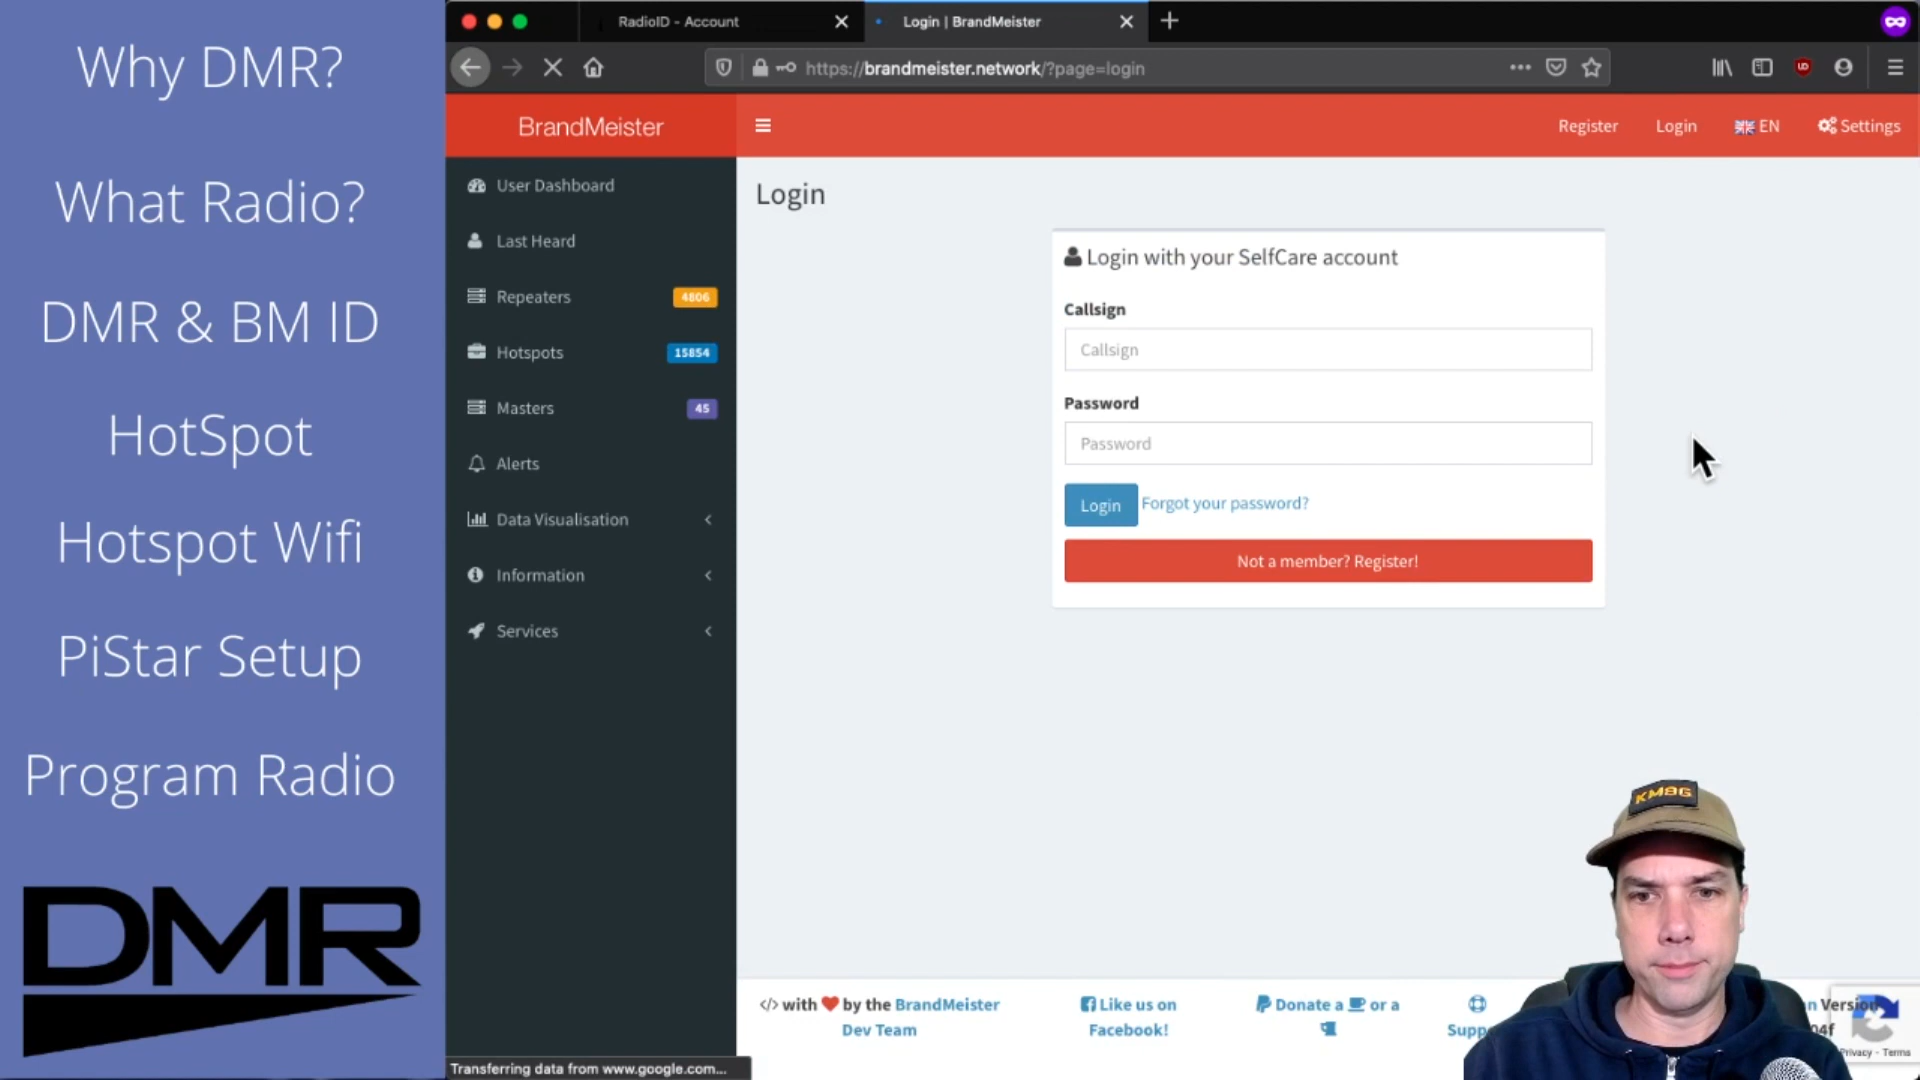 Why DMR?
What Radio?
DMR & BM ID
HotSpot
Hotspot Wifi
PiStar Setup
Program Radio
DMR
RadioID - Account
Login | BrandMeister
https://brandmeister.network/?page=login
BrandMeister
Register
Login
EN
Settings
User Dashboard
Last Heard
Repeaters
4806
Hotspots
15854
Masters
45
Alerts
Data Visualisation
Information
Services
Login
Login with your SelfCare account
Callsign
Callsign
Password
Password
Login
Forgot your password?
Not a member? Register!
KM8G
with by the BrandMeister
Dev Team
Like us on
Facebook!
Donate a or a
Privacy - Terms
Transferring data from www.google.com...